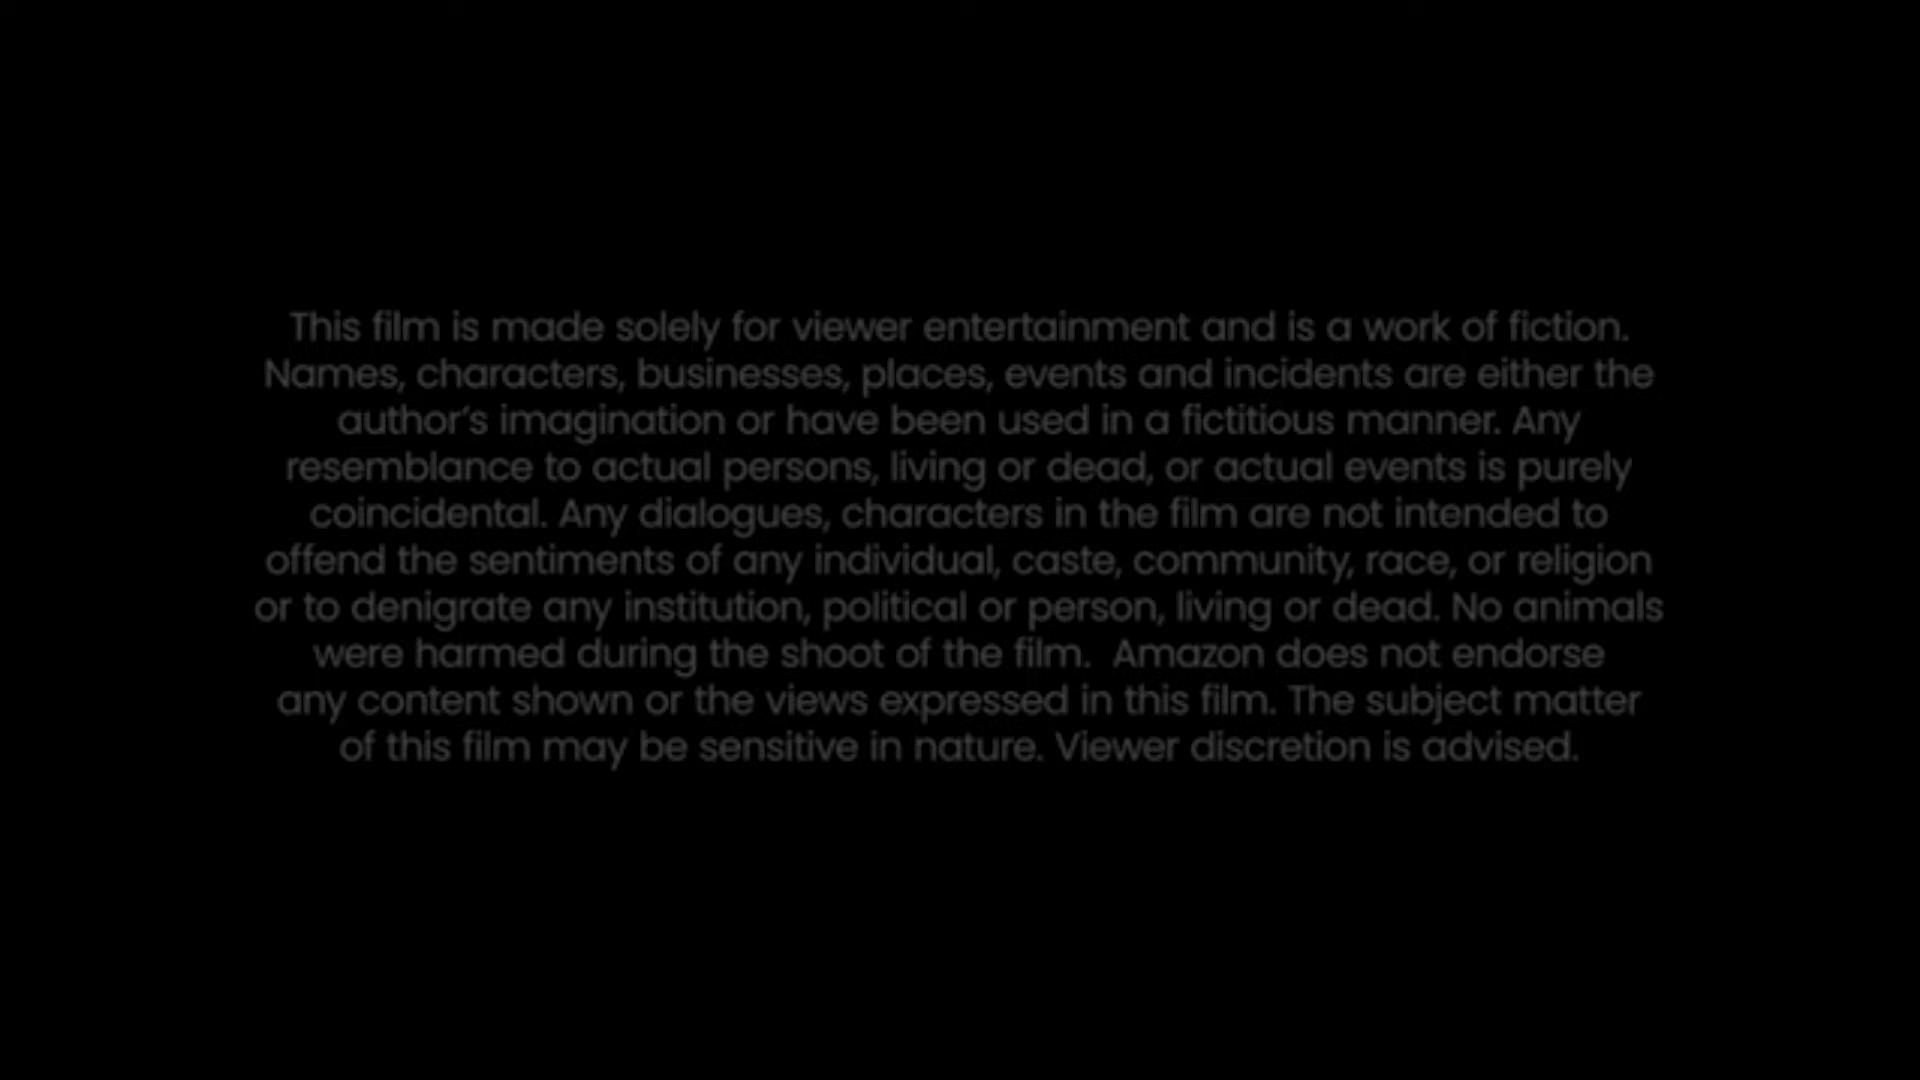 This film is made solely for viewer entertainment and is a work of fiction.
Names, characters, businesses, places, events and incidents are either the
author’s imagination or have been used in a fictitious manner. Any
resemblance to actual persons, living or dead, or actual events is purely
coincidental. Any dialogues, characters in the film are not intended to
offend the sentiments of any individual, caste, community, race, or religion
or to denigrate any institution, political or person, living or dead. No animals
were harmed during the shoot of the film.  Amazon does not endorse
any content shown or the views expressed in this film. The subject matter
of this film may be sensitive in nature. Viewer discretion is advised.